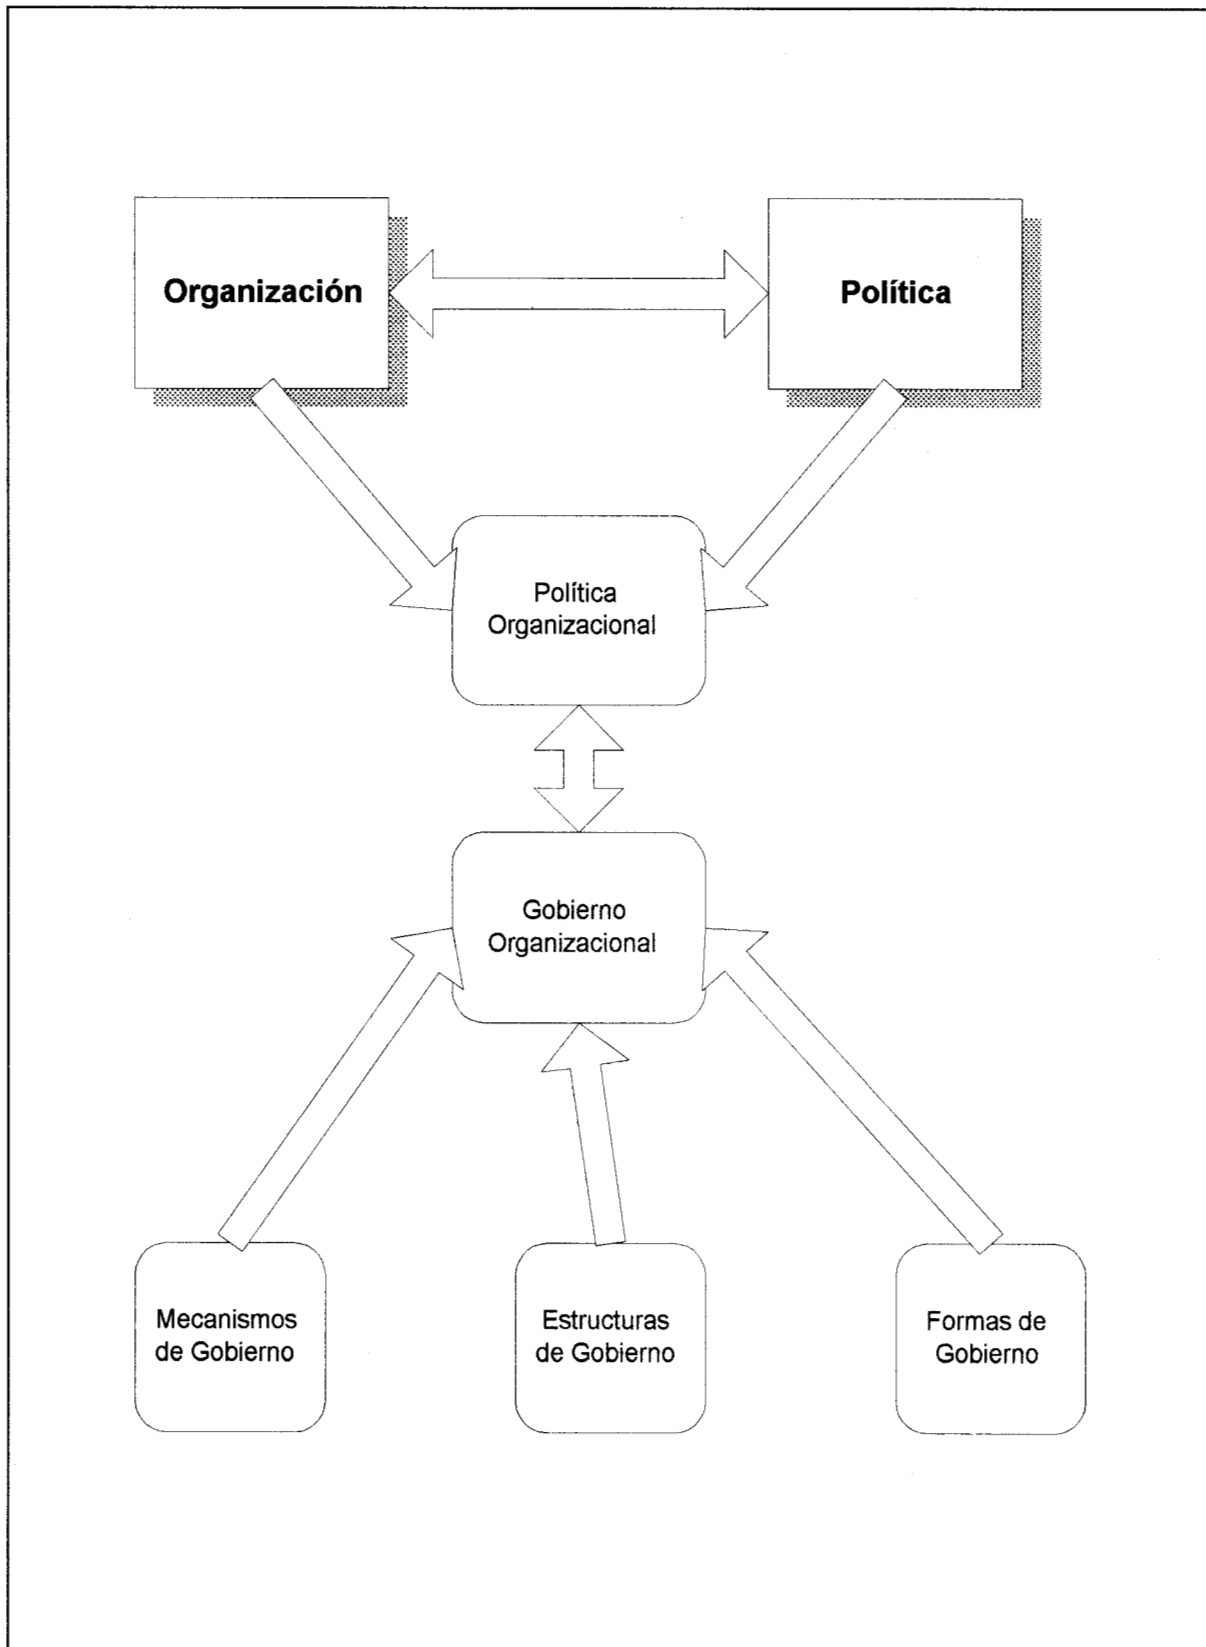 Organización
Política
Política
Organizacional
Gobierno
Organizacional
Mecanismos
de Gobierno
Estructuras
de Gobierno
Formas de
Gobierno